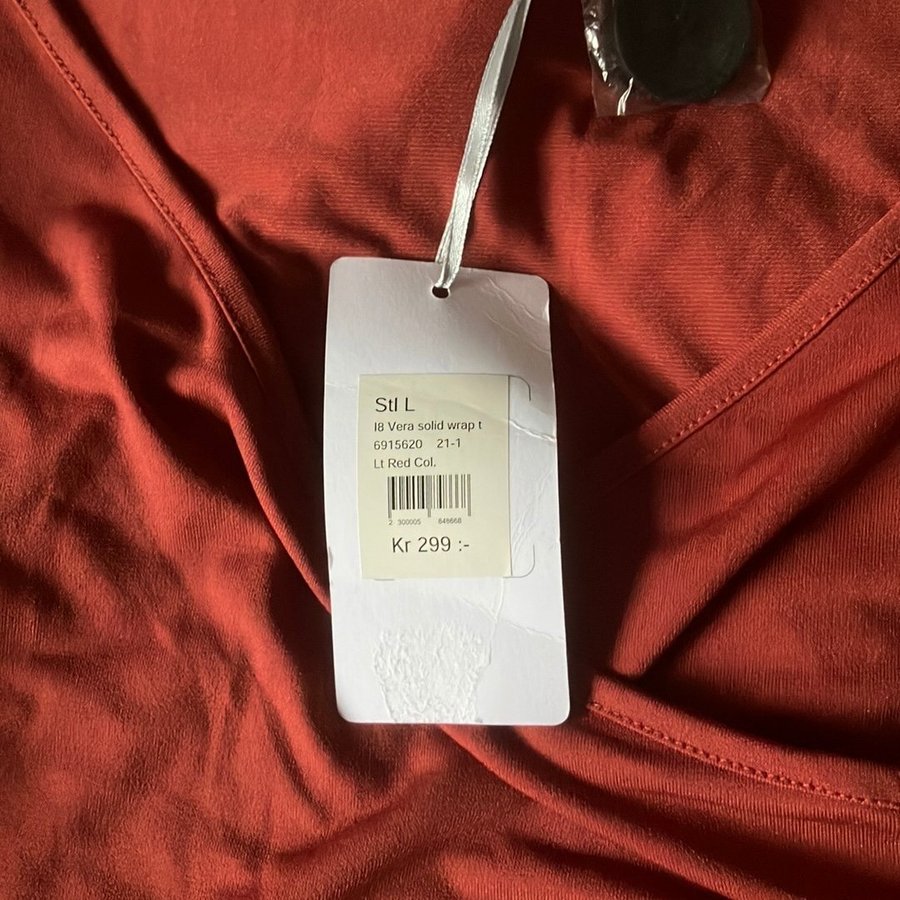 Stl L
I8 Vera solid wrap t
6915620 21-1
Lt Red Col.
2 300005 848668
Kr 299 :-